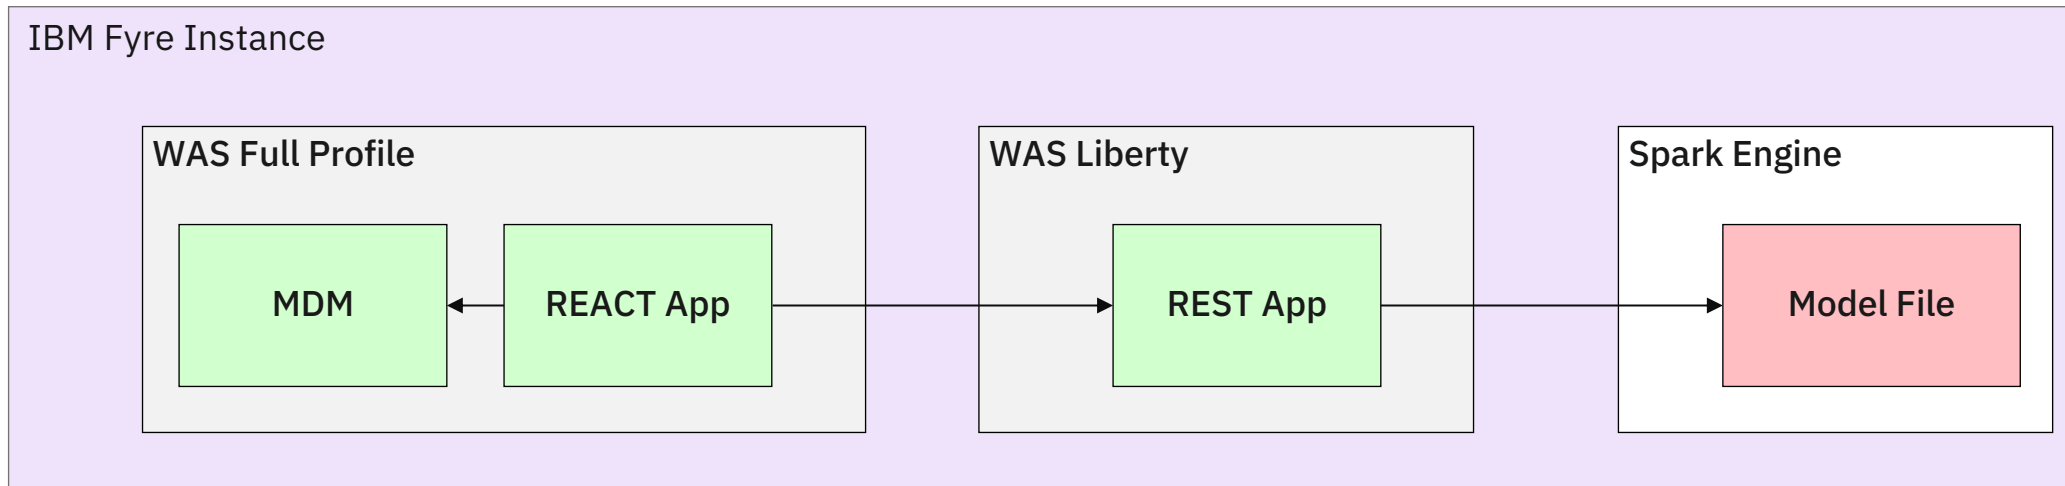 IBM Fyre Instance
WAS Full Profile
WAS Liberty
Spark Engine
MDM
REACT App
REST App
Model File